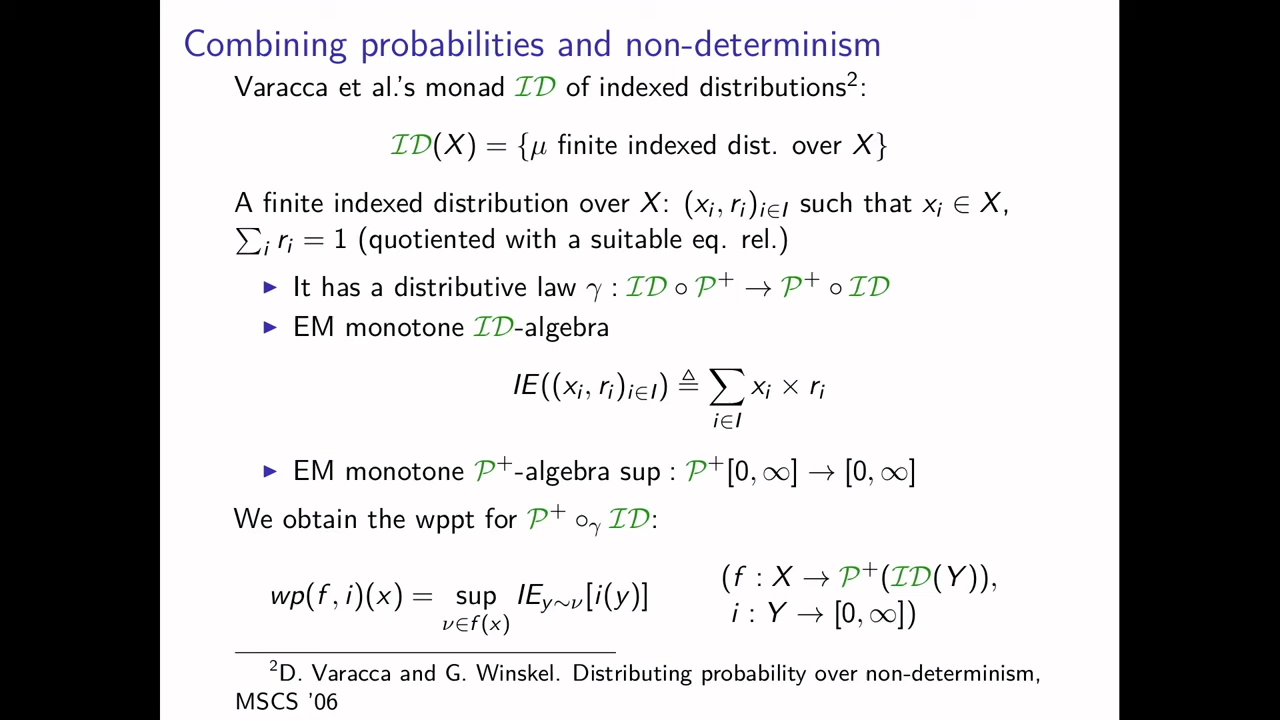 Combining probabilities and non-determinism
Varacca et al.'s monad 𝓘𝓓 of indexed distributions²:
𝓘𝓓(X) = {μ finite indexed dist. over X}
A finite indexed distribution over X: (xᵢ, rᵢ)ᵢ∈I such that xᵢ ∈ X,
∑ᵢ rᵢ = 1 (quotiented with a suitable eq. rel.)
▶ It has a distributive law γ : 𝓘𝓓 ∘ 𝓟⁺ → 𝓟⁺ ∘ 𝓘𝓓
▶ EM monotone 𝓘𝓓-algebra
IE((xᵢ, rᵢ)ᵢ∈I) ≜ ∑ᵢ∈I xᵢ × rᵢ
▶ EM monotone 𝓟⁺-algebra sup : 𝓟⁺[0, ∞] → [0, ∞]
We obtain the wppt for 𝓟⁺ ∘ᵧ 𝓘𝓓:
wp(f, i)(x) = sup_{ν∈f(x)} IE_{y∼ν}[i(y)] (f : X → 𝓟⁺(𝓘𝓓(Y)),
i : Y → [0, ∞])
²D. Varacca and G. Winskel. Distributing probability over non-determinism,
MSCS '06